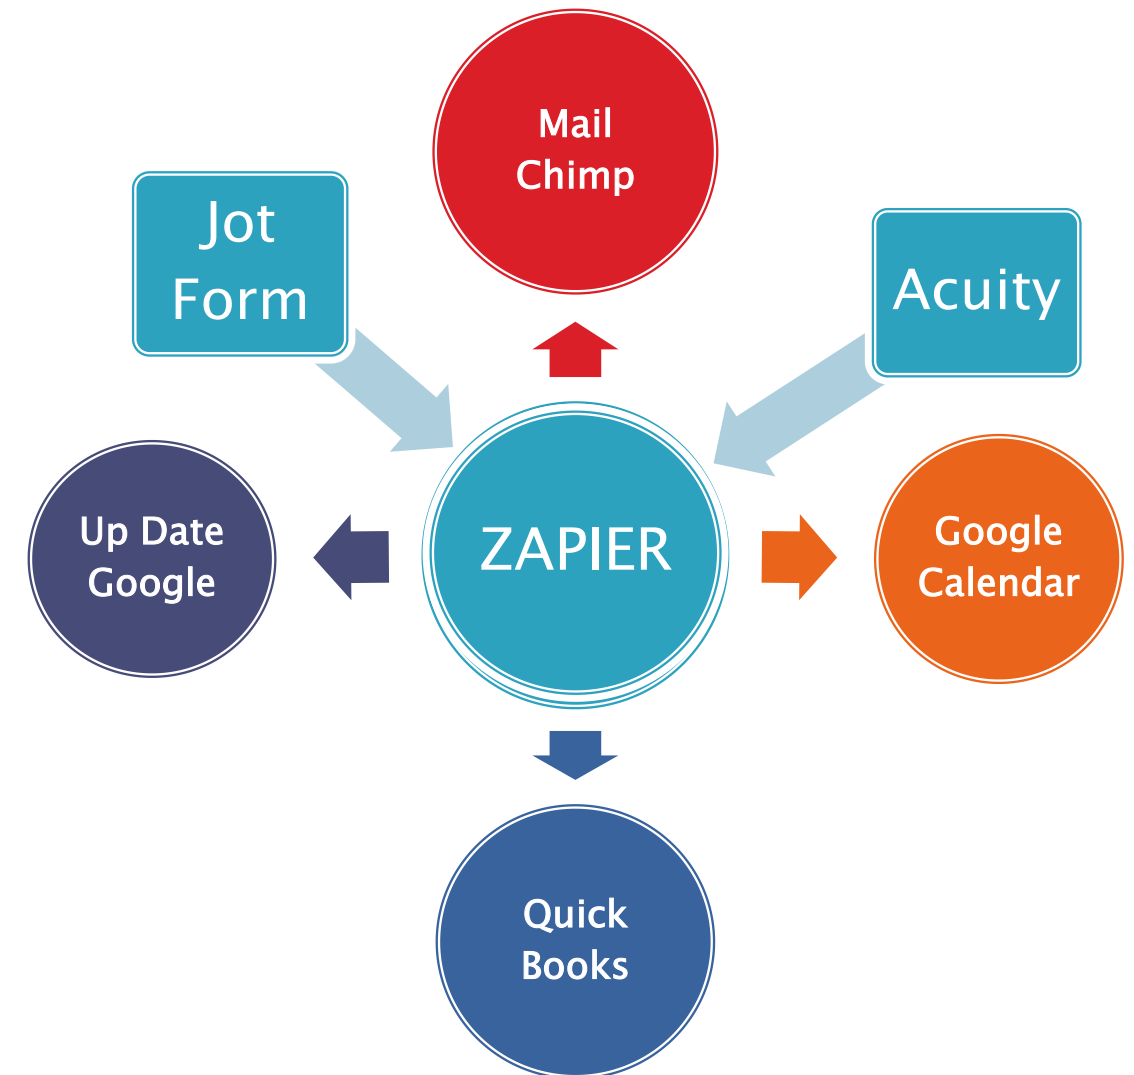 Mail
Chimp
Jot
Form
Acuity
Up Date
Google
ZAPIER
Google
Calendar
Quick
Books